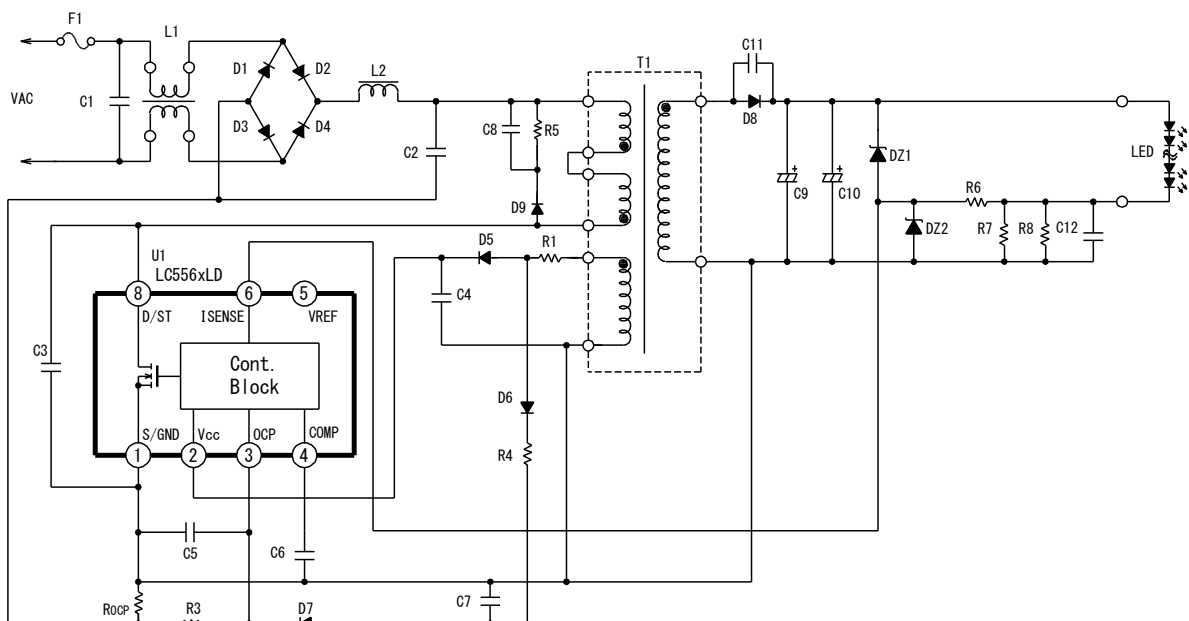 F1
L1
T1
C11
D1
D2
L2
VAC
C1
D8
D3
D4
C8
R5
C2
DZ1
LED
C9
C10
R6
D9
DZ2
R7
R8
C12
D5
R1
U1
LC556xLD
8
6
5
D/ST
ISENSE
VREF
C4
C3
Cont.
Block
D6
S/GND
Vcc
OCP
COMP
1
2
3
4
R4
C5
C6
C7
ROCP
R3
D7